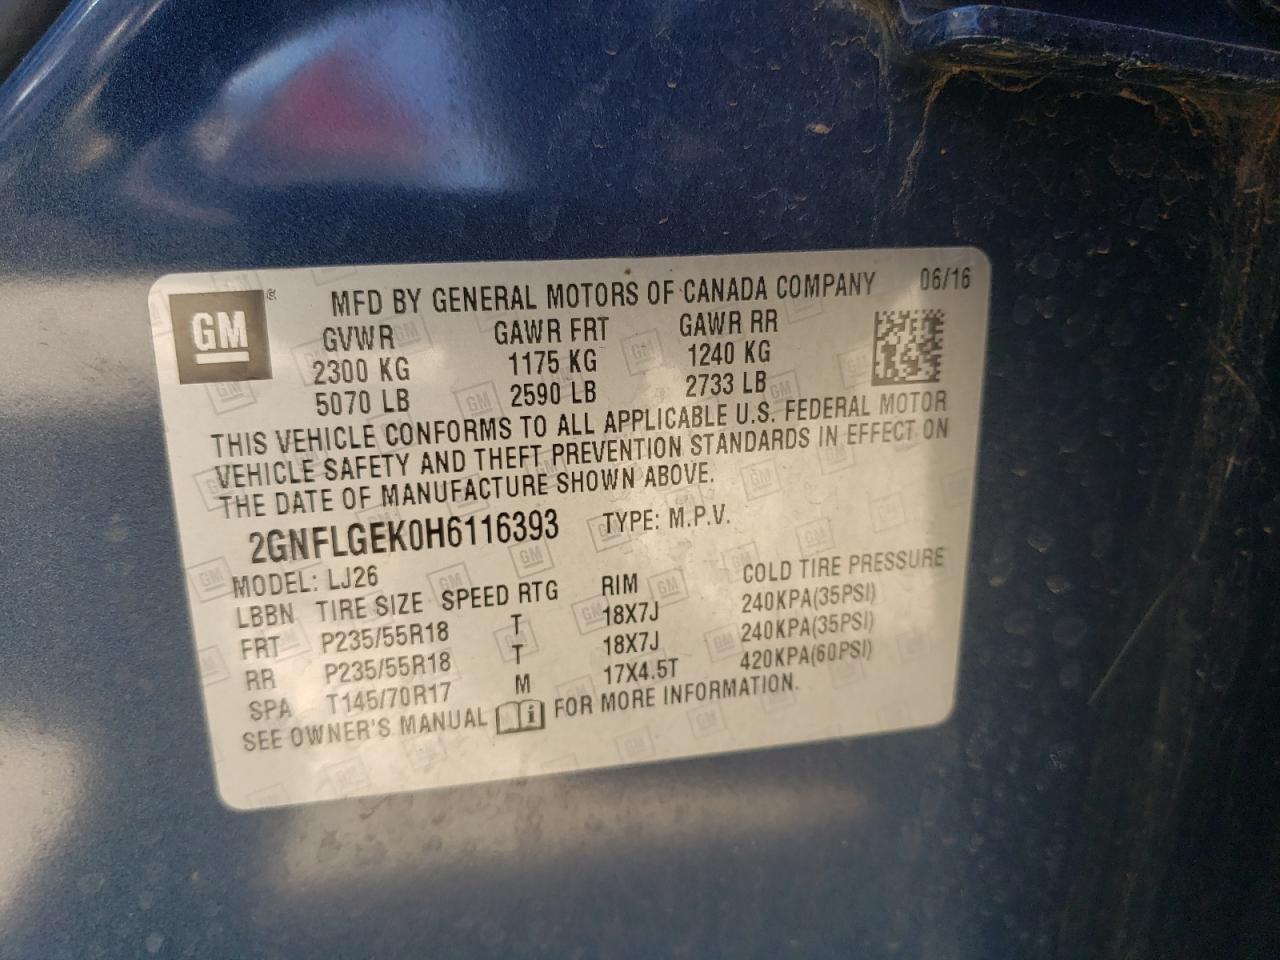 GM
MFD BY GENERAL MOTORS OF CANADA COMPANY 06/16
GVWR GAWR FRT GAWR RR
2300 KG 1175 KG 1240 KG
5070 LB 2590 LB 2733 LB
THIS VEHICLE CONFORMS TO ALL APPLICABLE U.S. FEDERAL MOTOR
VEHICLE SAFETY AND THEFT PREVENTION STANDARDS IN EFFECT ON
THE DATE OF MANUFACTURE SHOWN ABOVE.
2GNFLGEK0H6116393 TYPE: M.P.V.
MODEL: LJ26
LBBN TIRE SIZE SPEED RTG RIM COLD TIRE PRESSURE
FRT P235/55R18 T 18X7J 240KPA(35PSI)
RR P235/55R18 T 18X7J 240KPA(35PSI)
SPA T145/70R17 M 17X4.5T 420KPA(60PSI)
SEE OWNER'S MANUAL i FOR MORE INFORMATION.